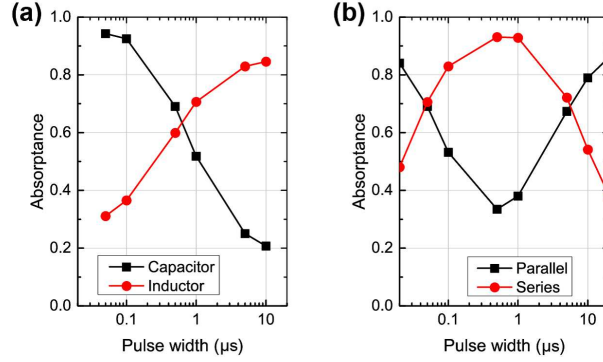 (a)
1.0
0.8
0.6
0.4
0.2
0.0
Absorptance
Capacitor
Inductor
0.1
1
10
Pulse width (µs)
(b)
1.0
0.8
0.6
0.4
0.2
0.0
Absorptance
Parallel
Series
0.1
1
10
Pulse width (µs)